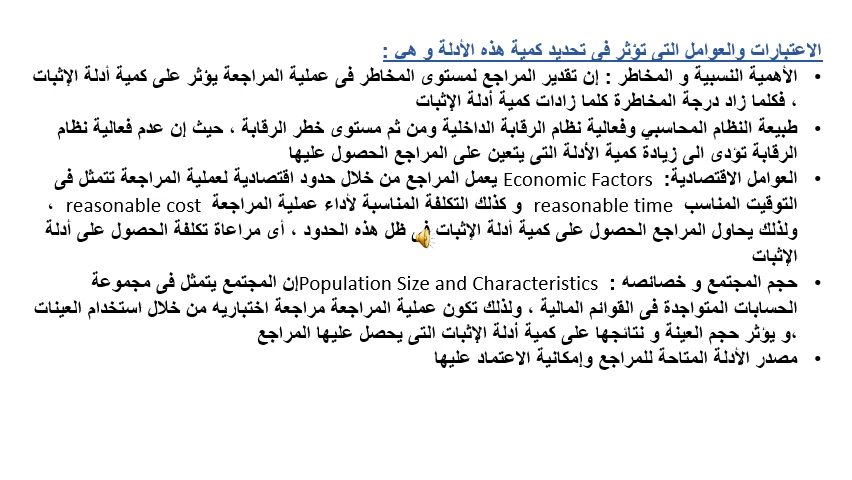 الاعتبارات والعوامل التى تؤثر فى تحديد كمية هذه الأدلة و هى :
• الأهمية النسبية و المخاطر : إن تقدير المراجع لمستوى المخاطر فى عملية المراجعة يؤثر على كمية أدلة الإثبات
، فكلما زاد درجة المخاطرة كلما زادات كمية أدلة الإثبات
• طبيعة النظام المحاسبي وفعالية نظام الرقابة الداخلية ومن ثم مستوى خطر الرقابة ، حيث إن عدم فعالية نظام
الرقابة تؤدى الى زيادة كمية الأدلة التى يتعين على المراجع الحصول عليها
• العوامل الاقتصادية: Economic Factors يعمل المراجع من خلال حدود اقتصادية لعملية المراجعة تتمثل فى
التوقيت المناسب reasonable time و كذلك التكلفة المناسبة لأداء عملية المراجعة reasonable cost ،
ولذلك يحاول المراجع الحصول على كمية أدلة الإثبات فى ظل هذه الحدود ، أى مراعاة تكلفة الحصول على أدلة
الإثبات
• حجم المجتمع و خصائصه : Population Size and Characteristicsإن المجتمع يتمثل فى مجموعة
الحسابات المتواجدة فى القوائم المالية ، ولذلك تكون عملية المراجعة مراجعة اختباريه من خلال استخدام العينات
،و يؤثر حجم العينة و نتائجها على كمية أدلة الإثبات التى يحصل عليها المراجع
• مصدر الأدلة المتاحة للمراجع وإمكانية الاعتماد عليها